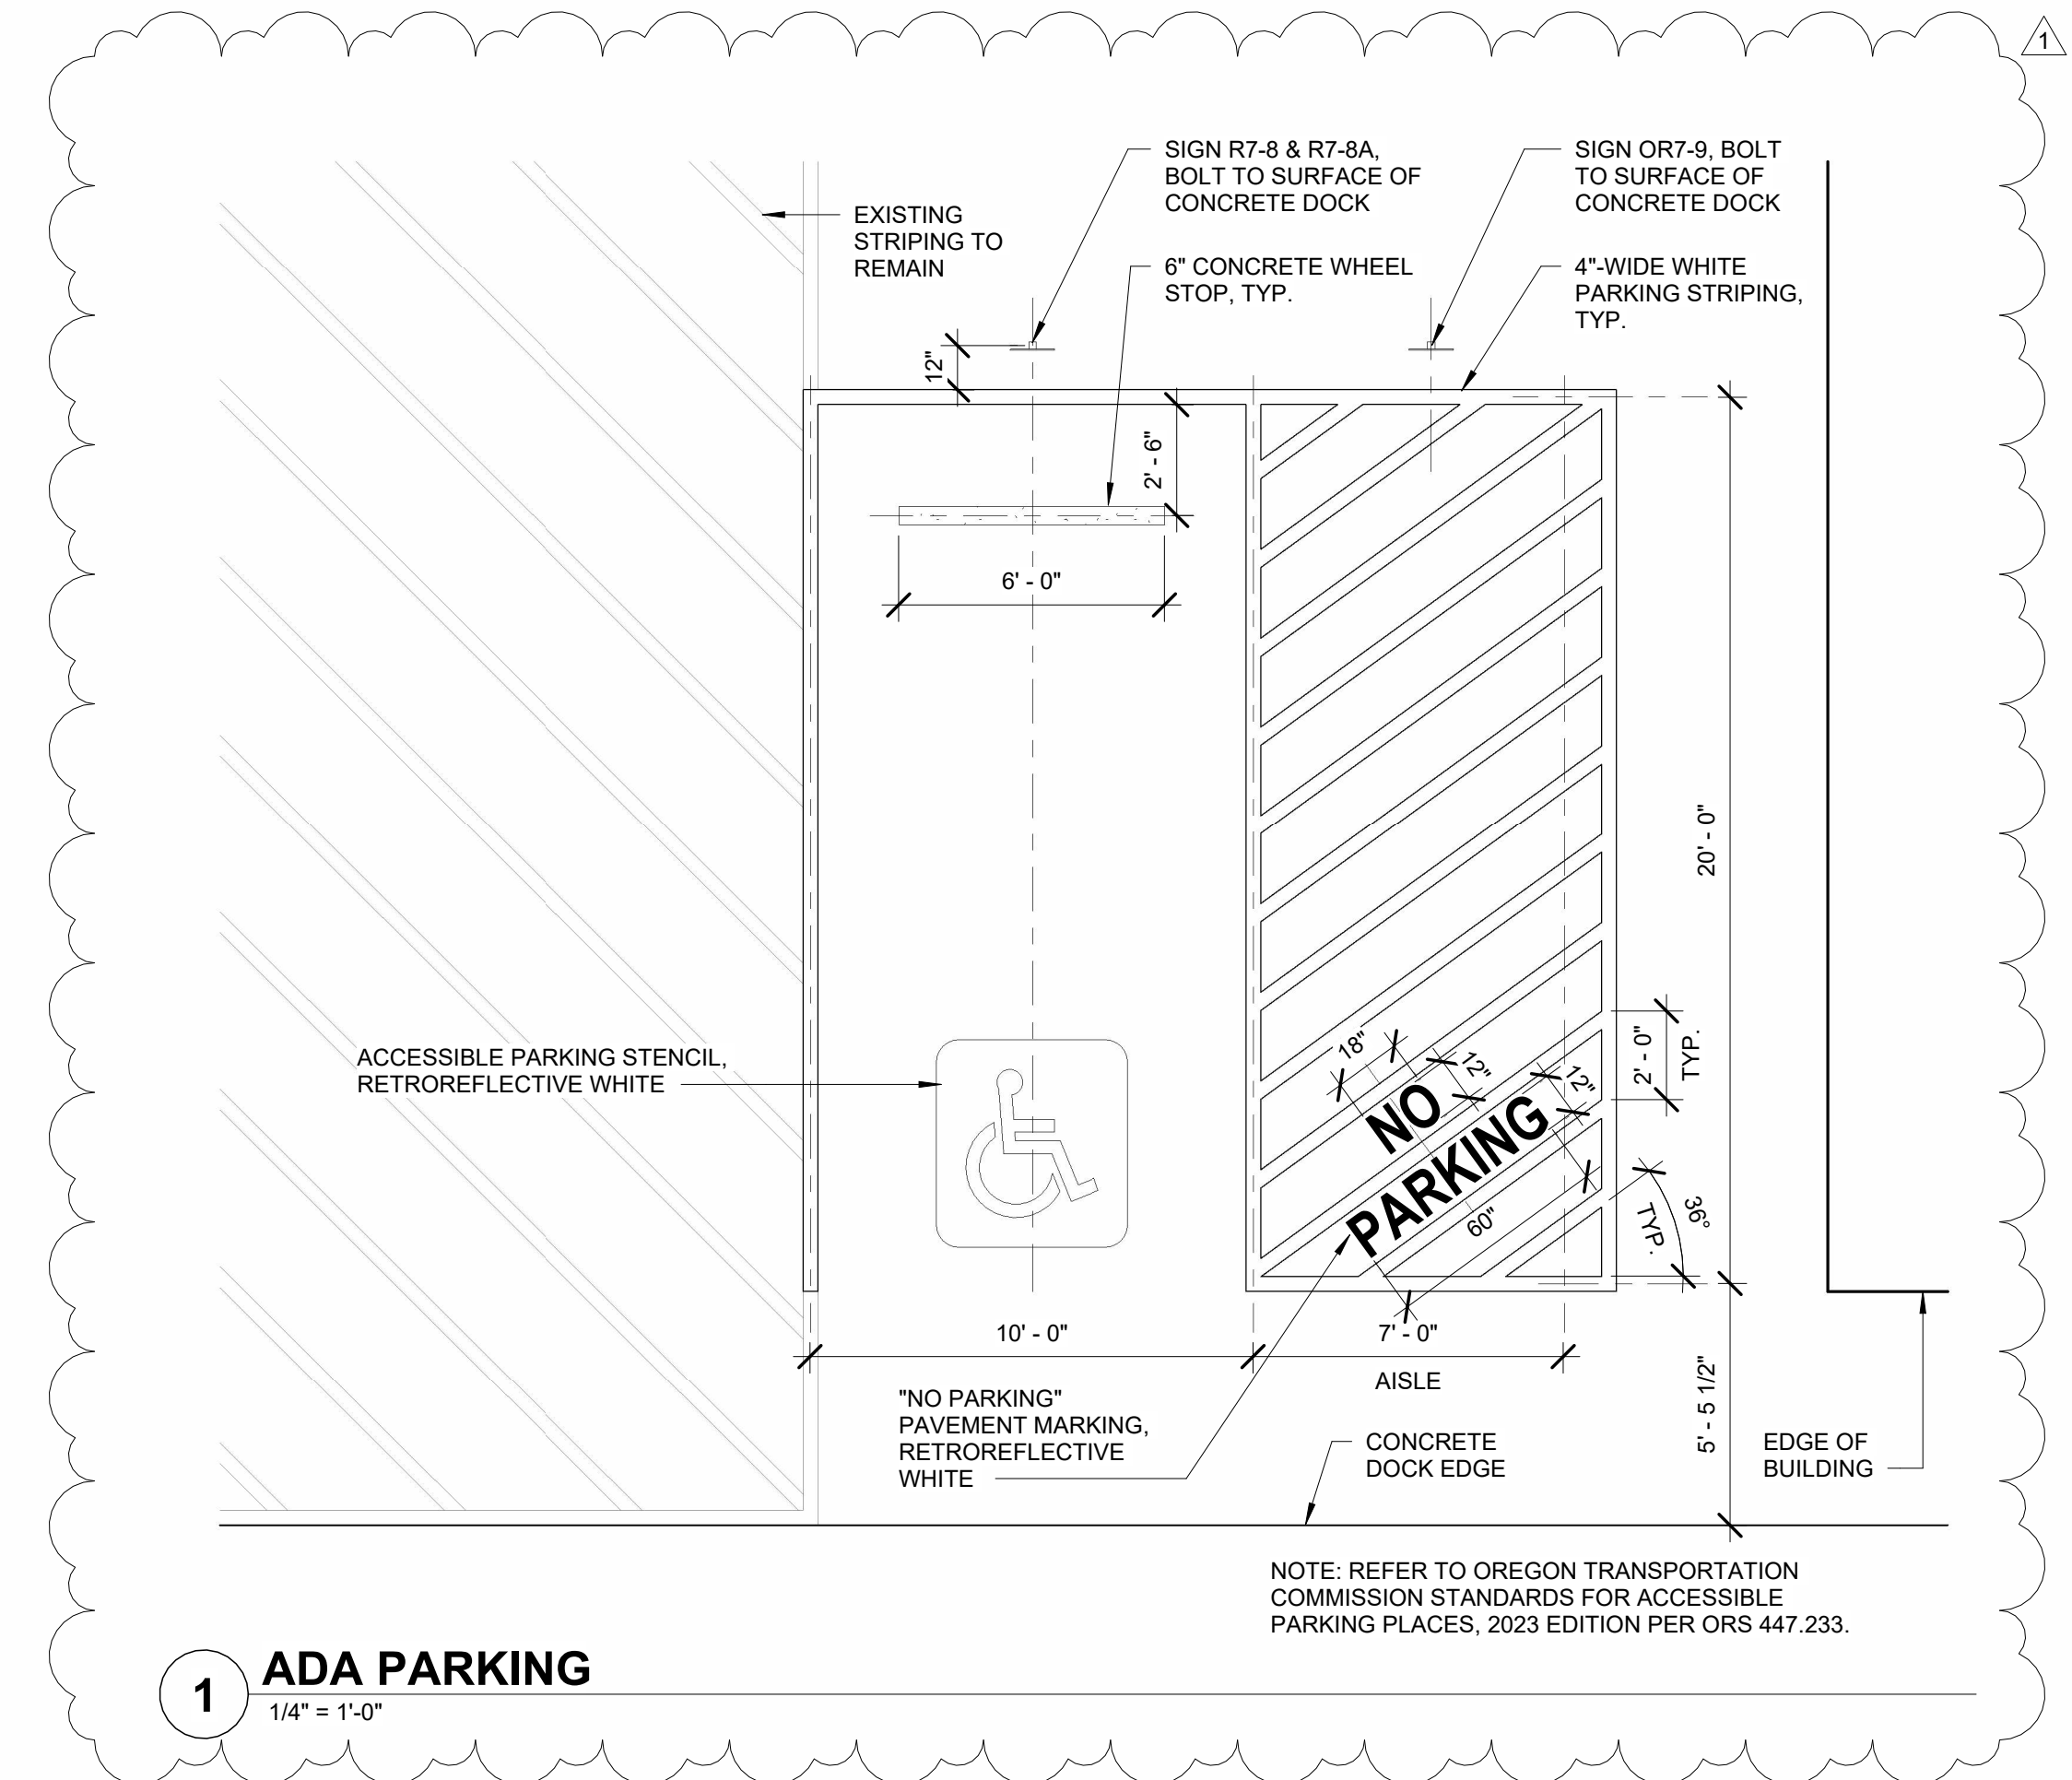 1
SIGN R7-8 & R7-8A,
BOLT TO SURFACE OF
CONCRETE DOCK
SIGN OR7-9, BOLT
TO SURFACE OF
CONCRETE DOCK
EXISTING
STRIPING TO
REMAIN
6" CONCRETE WHEEL
STOP, TYP.
4"-WIDE WHITE
PARKING STRIPING,
TYP.
12"
2' - 6"
6' - 0"
20' - 0"
ACCESSIBLE PARKING STENCIL,
RETROREFLECTIVE WHITE
18"
12"
12"
2' - 0"
TYP.
NO
PARKING
60"
36°
TYP.
10' - 0"
7' - 0"
AISLE
"NO PARKING"
PAVEMENT MARKING,
RETROREFLECTIVE
WHITE
CONCRETE
DOCK EDGE
5' - 5 1/2"
EDGE OF
BUILDING
NOTE: REFER TO OREGON TRANSPORTATION
COMMISSION STANDARDS FOR ACCESSIBLE
PARKING PLACES, 2023 EDITION PER ORS 447.233.
1
ADA PARKING
1/4" = 1'-0"